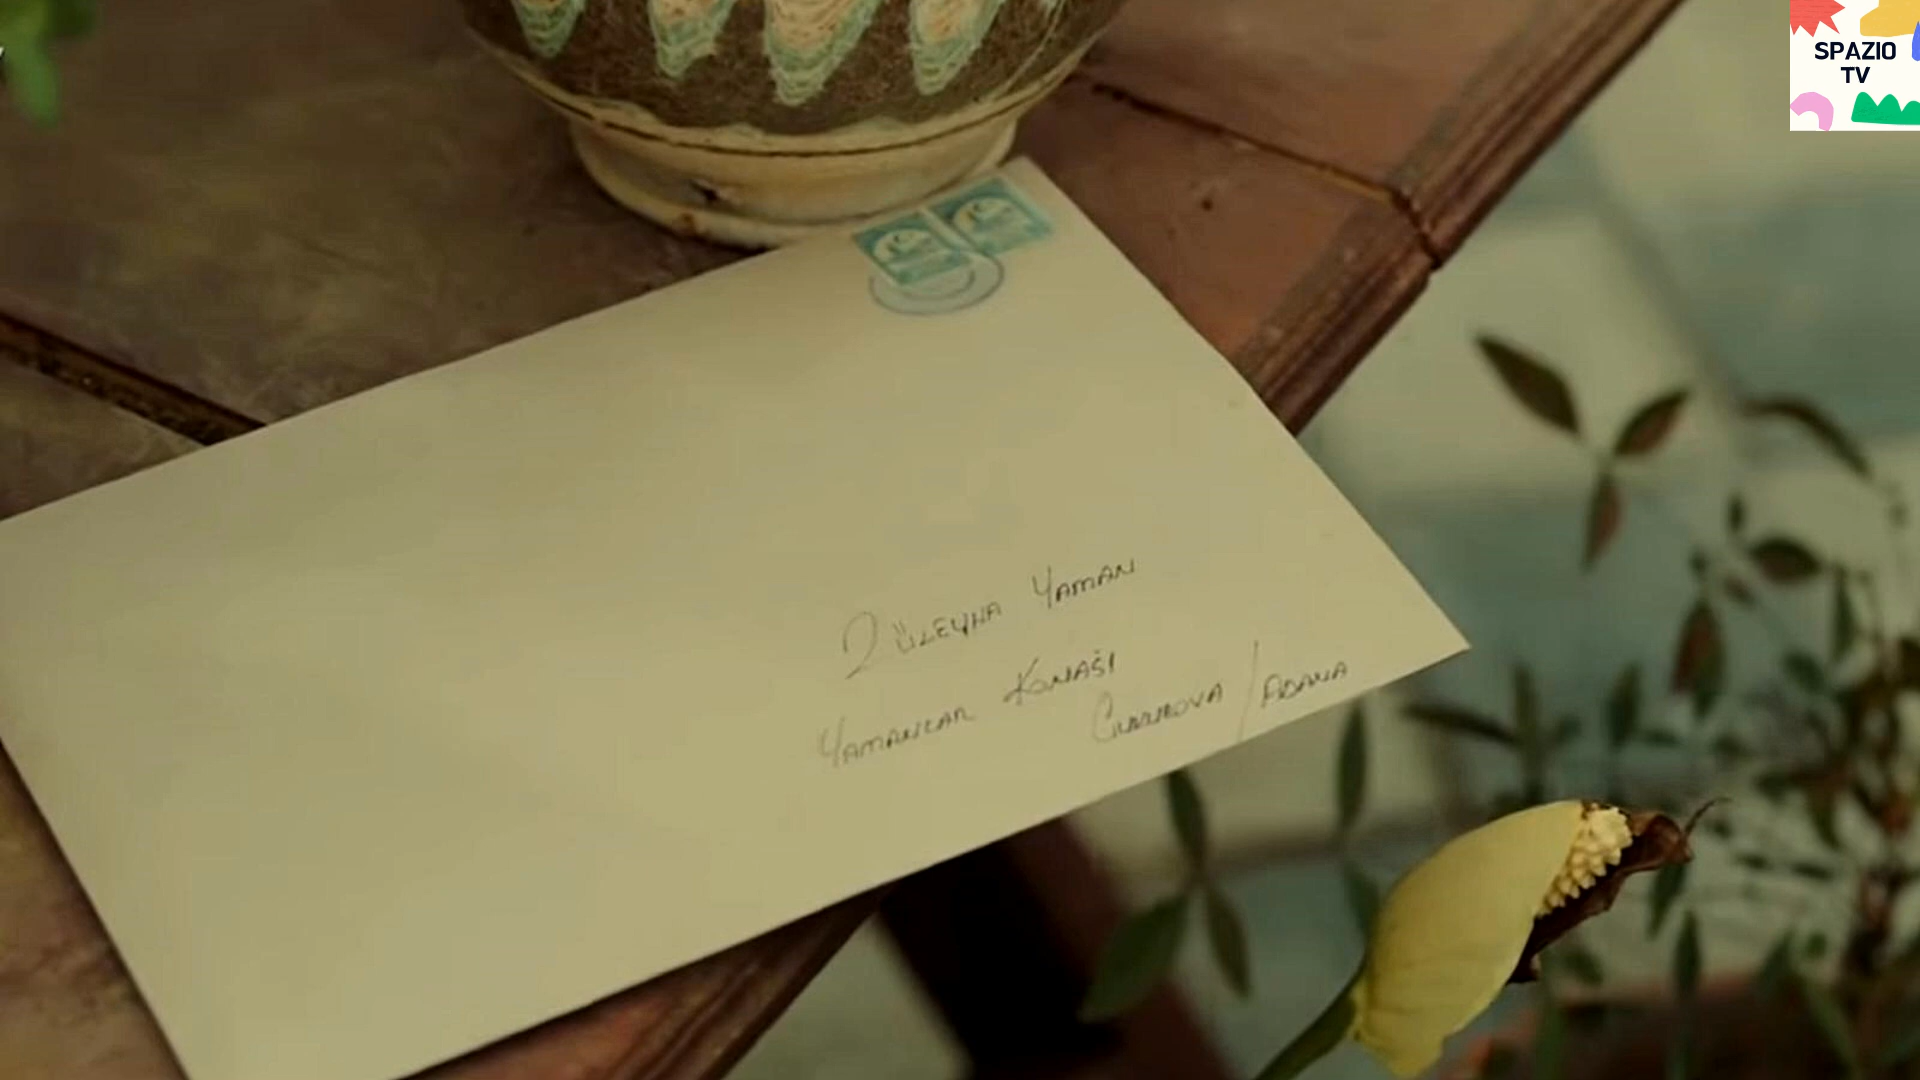 SPAZIO
TV
ZÜLEYHA YAMAN
YAMANLAR KONAĞI
ÇUKUROVA / ADANA